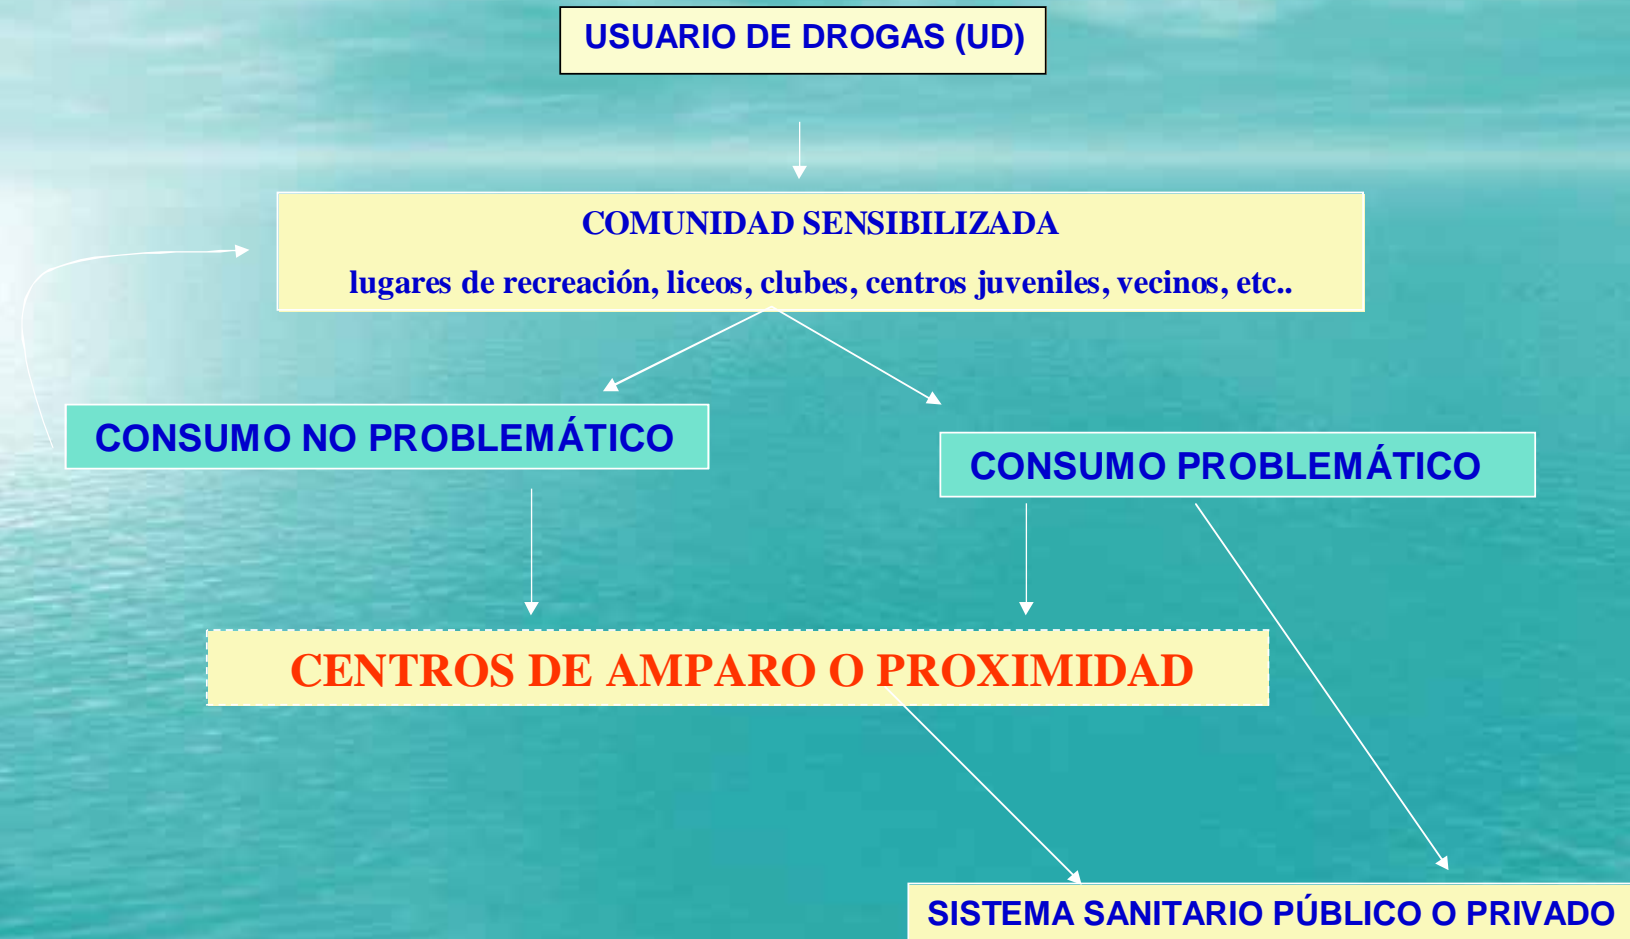 USUARIO DE DROGAS (UD)
COMUNIDAD SENSIBILIZADA
lugares de recreación, liceos, clubes, centros juveniles, vecinos, etc..
CONSUMO NO PROBLEMÁTICO
CONSUMO PROBLEMÁTICO
CENTROS DE AMPARO O PROXIMIDAD
SISTEMA SANITARIO PÚBLICO O PRIVADO